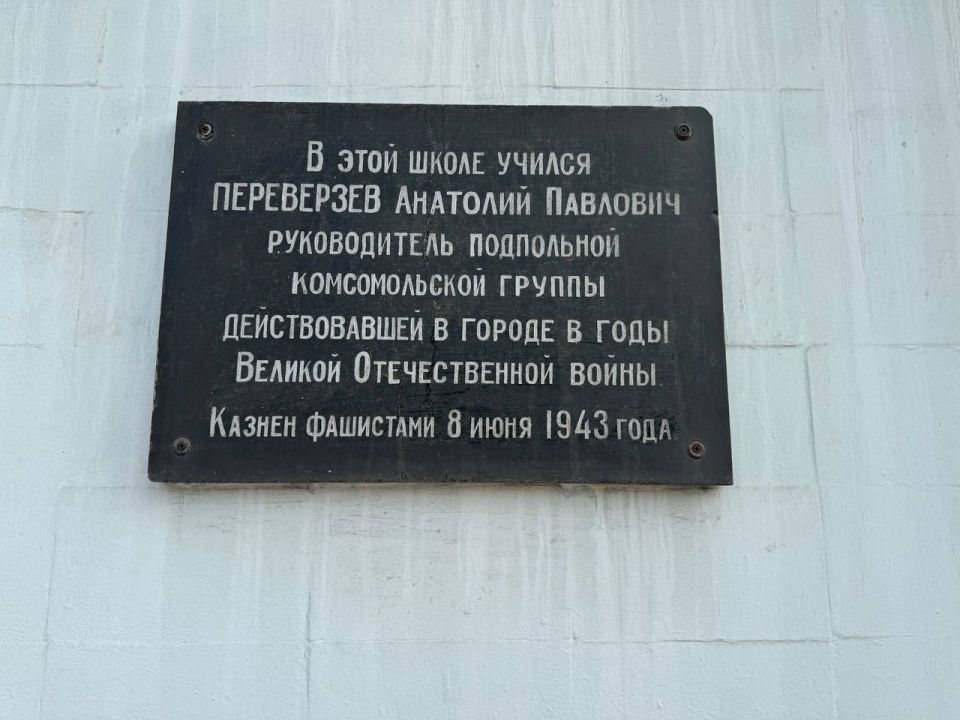 В этой школе учился
ПЕРЕВЕРЗЕВ Анатолий Павлович
руководитель подпольной
комсомольской группы
действовавшей в городе в годы
Великой Отечественной войны
Казнен фашистами 8 июня 1943 года